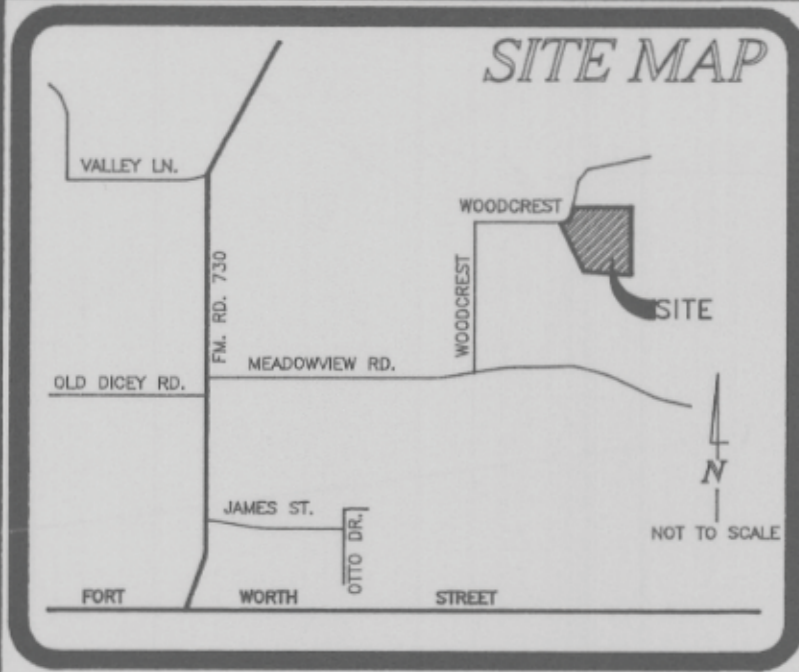 SITE MAP
VALLEY LN.
WOODCREST
WOODCREST
FM. RD. 730
SITE
MEADOWVIEW RD.
OLD DICEY RD.
N
JAMES ST.
OTTO DR.
NOT TO SCALE
FORT WORTH STREET